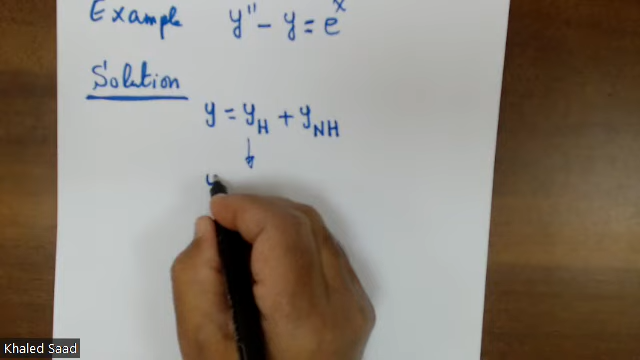 Example y" - y = e^x
Solution
y = y_H + y_NH
↓
y
Khaled Saad